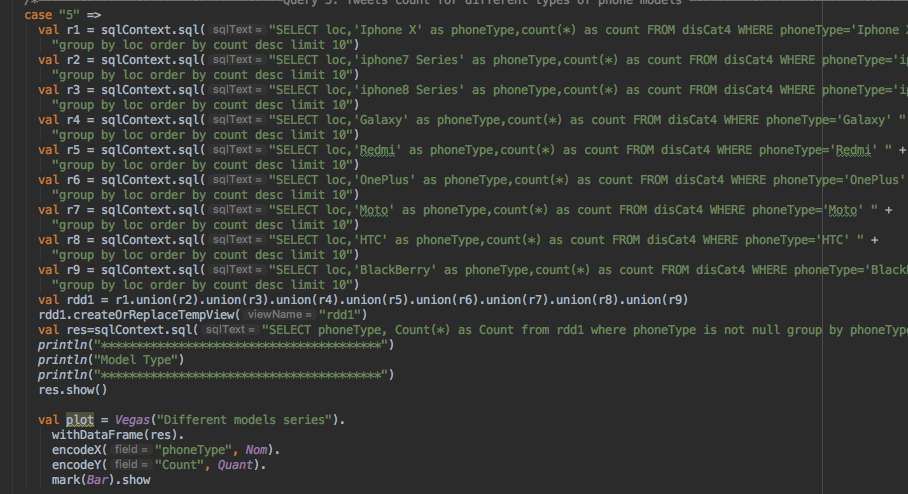 /*----------------------------------Query 5: Tweets count for different types of phone models ----------------------------------
case "5" =>
val r1 = sqlContext.sql( sqlText = "SELECT loc,'Iphone X' as phoneType,count(*) as count FROM disCat4 WHERE phoneType='Iphone X
"group by loc order by count desc limit 10")
val r2 = sqlContext.sql( sqlText = "SELECT loc,'iphone7 Series' as phoneType,count(*) as count FROM disCat4 WHERE phoneType='ip
"group by loc order by count desc limit 10")
val r3 = sqlContext.sql( sqlText = "SELECT loc,'iphone8 Series' as phoneType,count(*) as count FROM disCat4 WHERE phoneType='ip
"group by loc order by count desc limit 10")
val r4 = sqlContext.sql( sqlText = "SELECT loc,'Galaxy' as phoneType,count(*) as count FROM disCat4 WHERE phoneType='Galaxy' "
"group by loc order by count desc limit 10")
val r5 = sqlContext.sql( sqlText = "SELECT loc,'Redmi' as phoneType,count(*) as count FROM disCat4 WHERE phoneType='Redmi' " +
"group by loc order by count desc limit 10")
val r6 = sqlContext.sql( sqlText = "SELECT loc,'OnePlus' as phoneType,count(*) as count FROM disCat4 WHERE phoneType='OnePlus'
"group by loc order by count desc limit 10")
val r7 = sqlContext.sql( sqlText = "SELECT loc,'Moto' as phoneType,count(*) as count FROM disCat4 WHERE phoneType='Moto' " +
"group by loc order by count desc limit 10")
val r8 = sqlContext.sql( sqlText = "SELECT loc,'HTC' as phoneType,count(*) as count FROM disCat4 WHERE phoneType='HTC' " +
"group by loc order by count desc limit 10")
val r9 = sqlContext.sql( sqlText = "SELECT loc,'BlackBerry' as phoneType,count(*) as count FROM disCat4 WHERE phoneType='Black
"group by loc order by count desc limit 10")
val rdd1 = r1.union(r2).union(r3).union(r4).union(r5).union(r6).union(r7).union(r8).union(r9)
rdd1.createOrReplaceTempView( viewName = "rdd1")
val res=sqlContext.sql( sqlText = "SELECT phoneType, Count(*) as Count from rdd1 where phoneType is not null group by phoneType
println("****************************************")
println("Model Type")
println("****************************************")
res.show()
val plot = Vegas("Different models series").
withDataFrame(res).
encodeX( field = "phoneType", Nom).
encodeY( field = "Count", Quant).
mark(Bar).show